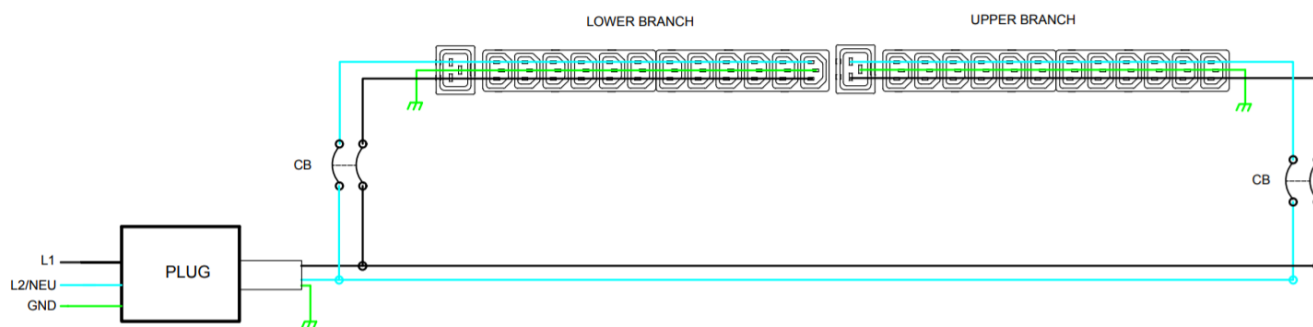 LOWER BRANCH
UPPER BRANCH
CB
CB
L1
PLUG
L2/NEU
GND